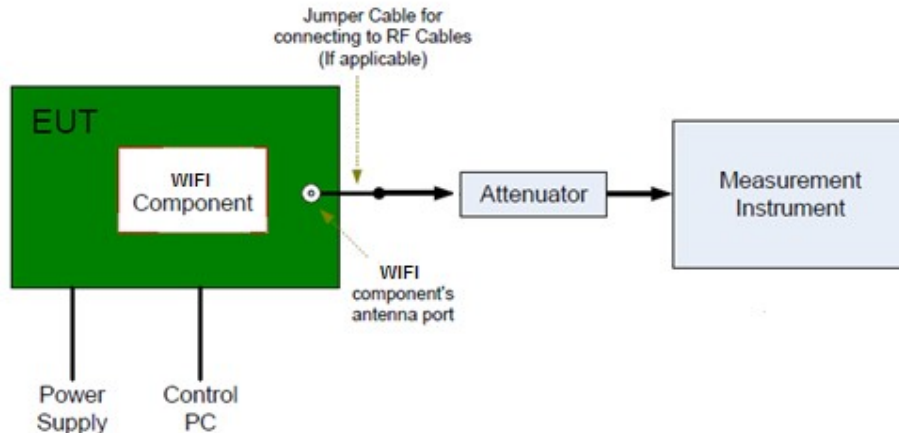 Jumper Cable for
connecting to RF Cables
(If applicable)
EUT
WIFI
Component
Attenuator
Measurement
Instrument
WIFI
component's
antenna port
Power
Supply
Control
PC